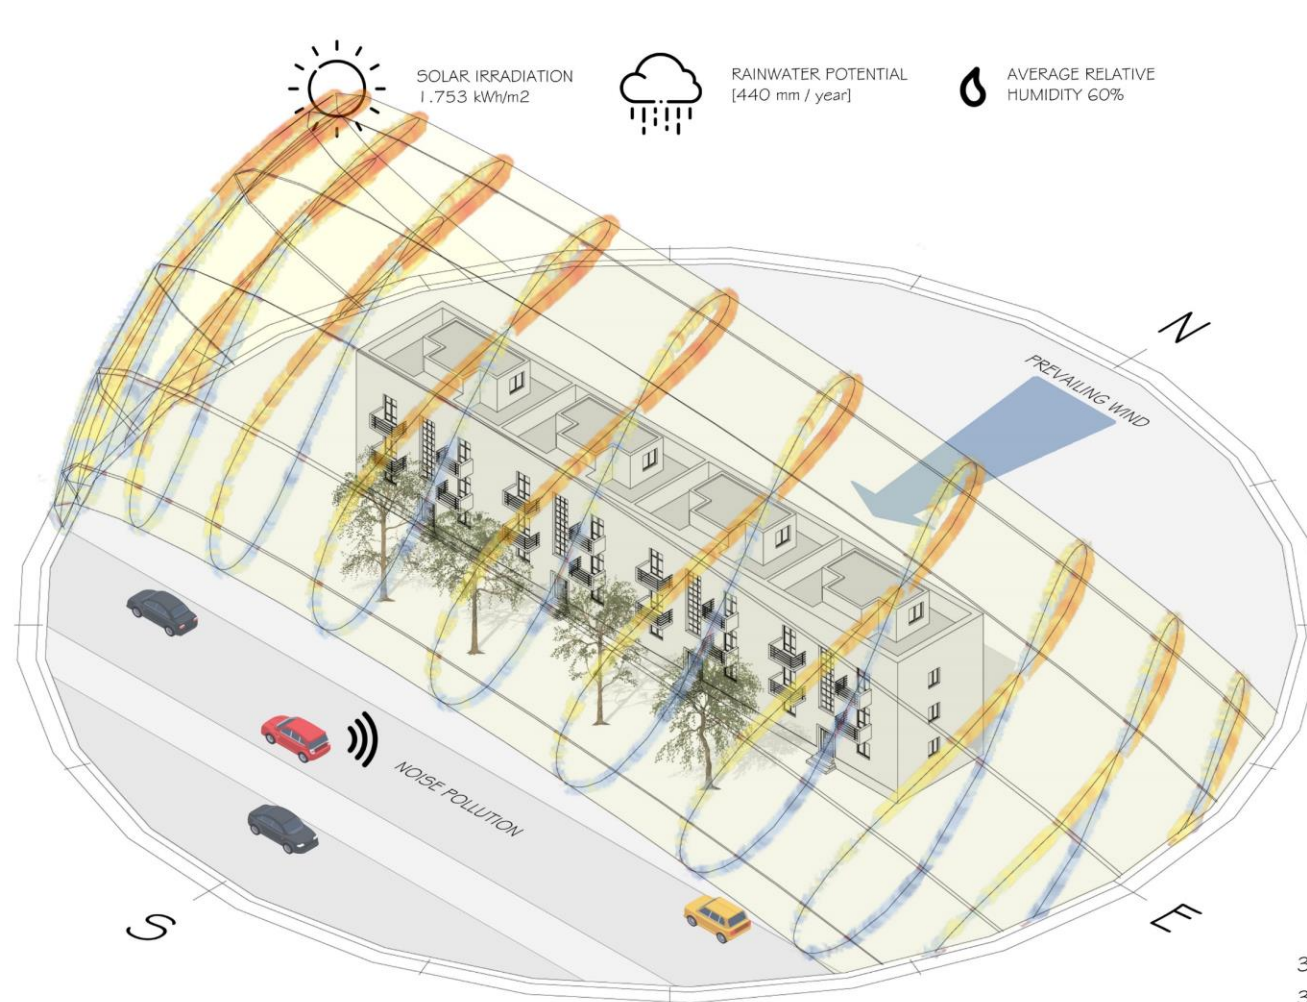 SOLAR IRRADIATION
1.753 kWh/m2
RAINWATER POTENTIAL
[440 mm / year]
AVERAGE RELATIVE
HUMIDITY 60%
N
PREVAILING WIND
NOISE POLLUTION
S
E
3